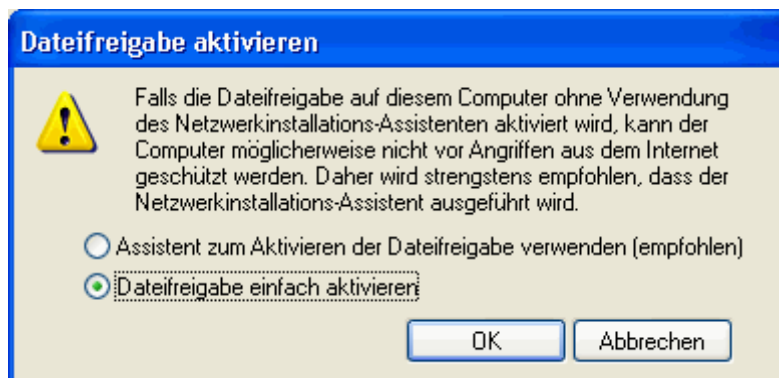 Dateifreigabe aktivieren
Falls die Dateifreigabe auf diesem Computer ohne Verwendung
des Netzwerkinstallations-Assistenten aktiviert wird, kann der
Computer möglicherweise nicht vor Angriffen aus dem Internet
geschützt werden. Daher wird strengstens empfohlen, dass der
Netzwerkinstallations-Assistent ausgeführt wird.
Assistent zum Aktivieren der Dateifreigabe verwenden (empfohlen)
Dateifreigabe einfach aktivieren
OK Abbrechen